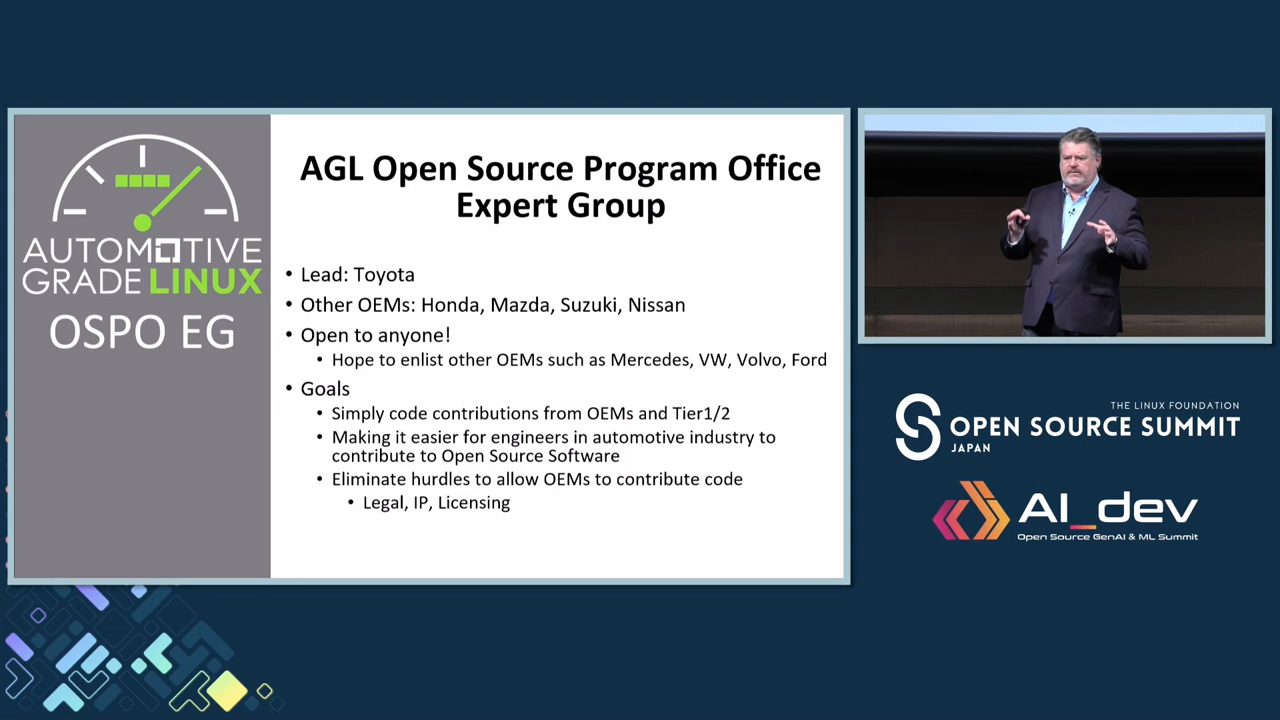 AUTOMOTIVE
GRADE LINUX
OSPO EG
AGL Open Source Program Office
Expert Group
• Lead: Toyota
• Other OEMs: Honda, Mazda, Suzuki, Nissan
• Open to anyone!
• Hope to enlist other OEMs such as Mercedes, VW, Volvo, Ford
• Goals
• Simply code contributions from OEMs and Tier1/2
• Making it easier for engineers in automotive industry to
contribute to Open Source Software
• Eliminate hurdles to allow OEMs to contribute code
• Legal, IP, Licensing
THE LINUX FOUNDATION
OPEN SOURCE SUMMIT
JAPAN
AI_dev
Open Source GenAI & ML Summit